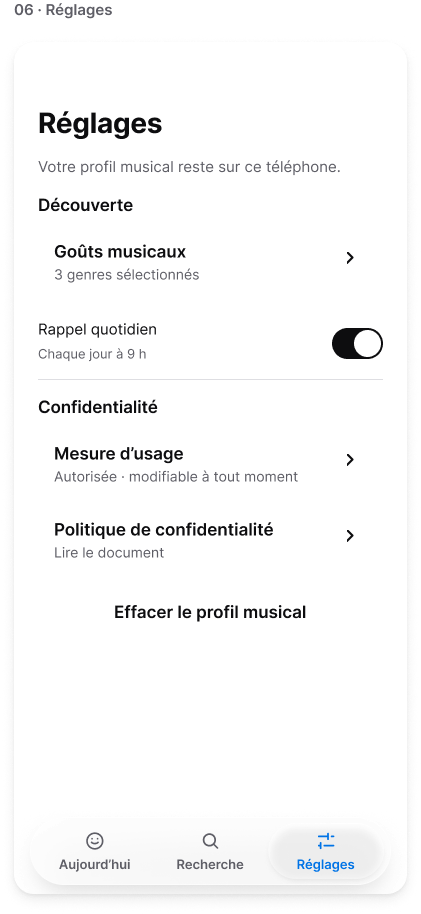 06 · Réglages
Réglages
Votre profil musical reste sur ce téléphone.
Découverte
Goûts musicaux
3 genres sélectionnés
Rappel quotidien
Chaque jour à 9 h
Confidentialité
Mesure d’usage
Autorisée · modifiable à tout moment
Politique de confidentialité
Lire le document
Effacer le profil musical
Aujourd’hui
Recherche
Réglages